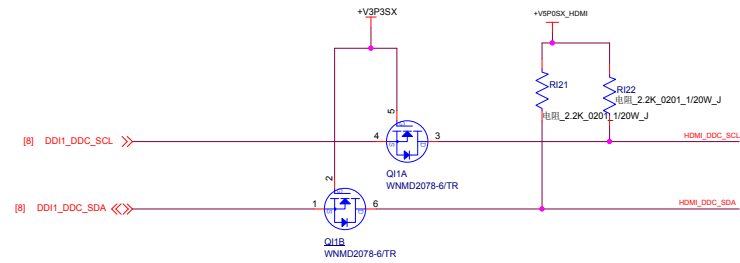 +V3P3SX
+V5P0SX_HDMI
RI21
RI22
电阻_2.2K_0201_1/20W_J
电阻_2.2K_0201_1/20W_J
5
[8] DDI1_DDC_SCL
4
3
HDMI_DDC_SCL
G
S
D
QI1A
WNMD2078-6/TR
2
[8] DDI1_DDC_SDA
1
6
HDMI_DDC_SDA
G
S
D
QI1B
WNMD2078-6/TR